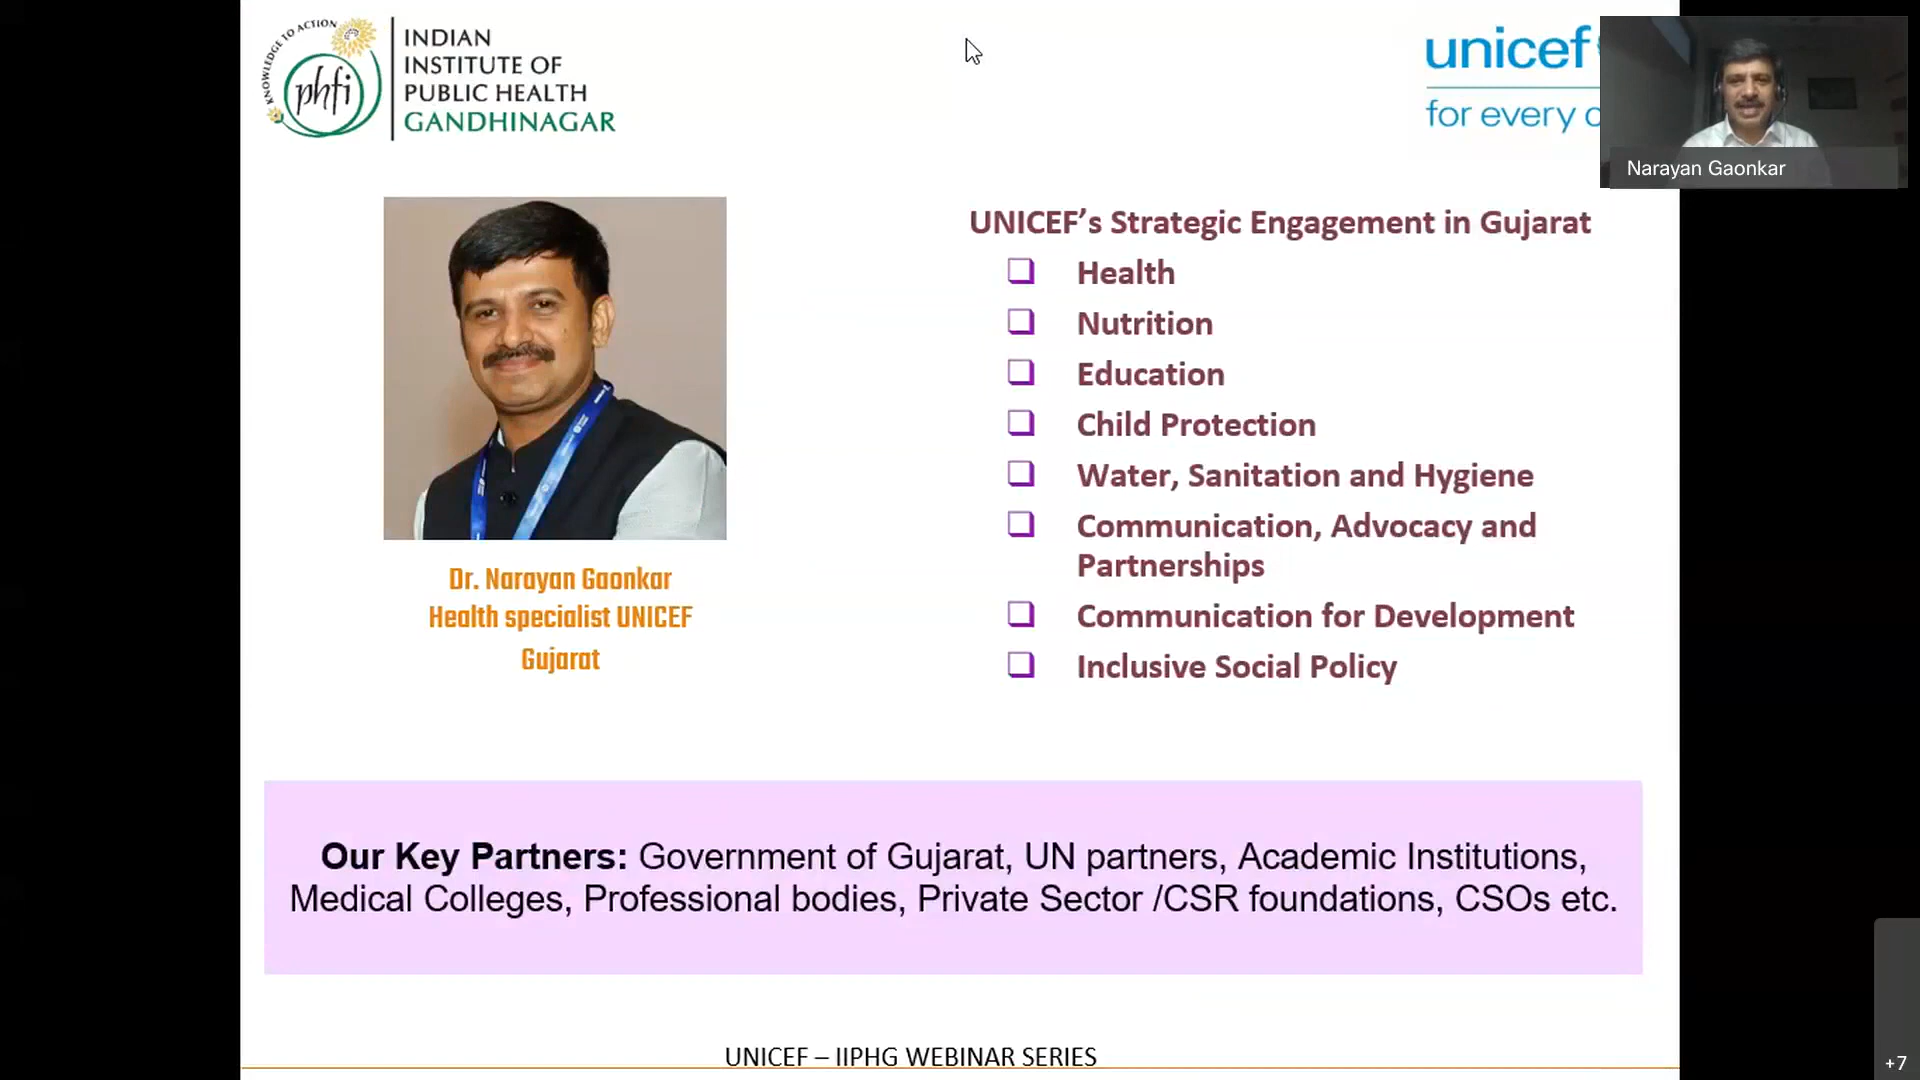 KNOWLEDGE TO ACTION
phfi
INDIAN
INSTITUTE OF
PUBLIC HEALTH
GANDHINAGAR
unicef
for every c
Narayan Gaonkar
Dr. Narayan Gaonkar
Health specialist UNICEF
Gujarat
UNICEF’s Strategic Engagement in Gujarat
Health
Nutrition
Education
Child Protection
Water, Sanitation and Hygiene
Communication, Advocacy and
Partnerships
Communication for Development
Inclusive Social Policy
Our Key Partners: Government of Gujarat, UN partners, Academic Institutions,
Medical Colleges, Professional bodies, Private Sector /CSR foundations, CSOs etc.
UNICEF – IIPHG WEBINAR SERIES
+7